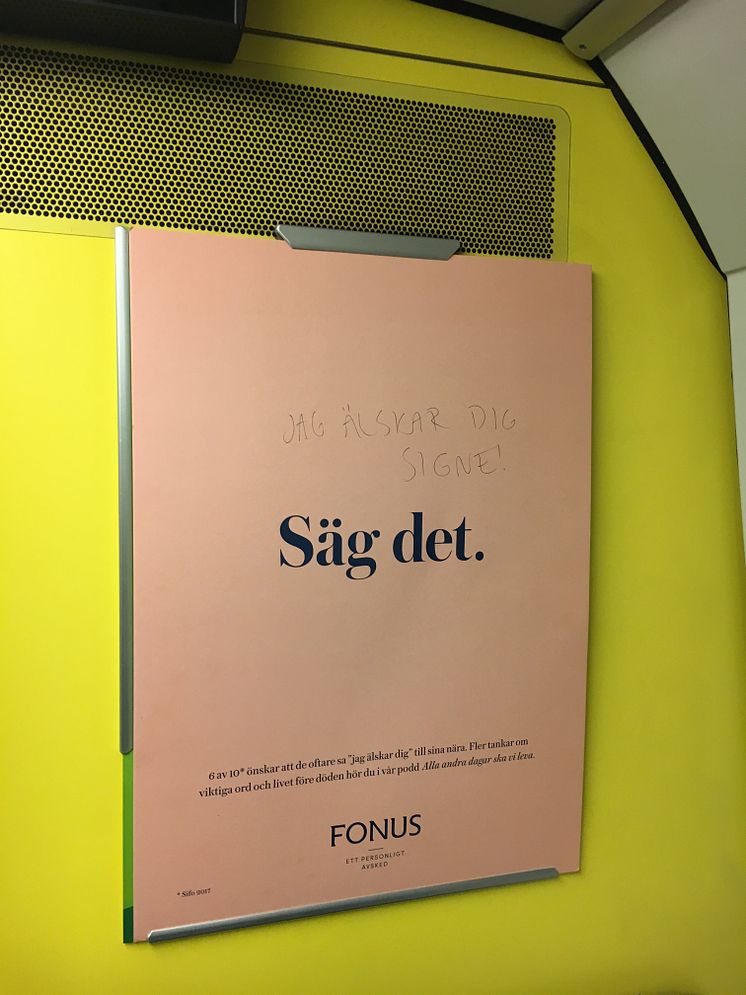 JAG ÄLSKAR DIG
SIGNE!
Säg det.
6 av 10* önskar att de oftare sa "jag älskar dig" till sina nära. Fler tankar om
viktiga ord och livet före döden hör du i vår podd Alla andra dagar ska vi leva.
FONUS
ETT PERSONLIGT
AVSKED
* Sifo 2017